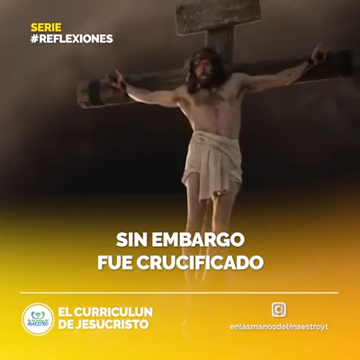 SERIE
#REFLEXIONES
SIN EMBARGO
FUE CRUCIFICADO
EL CURRICULUN
DE JESUCRISTO
enlasmanosdelmaestroyt